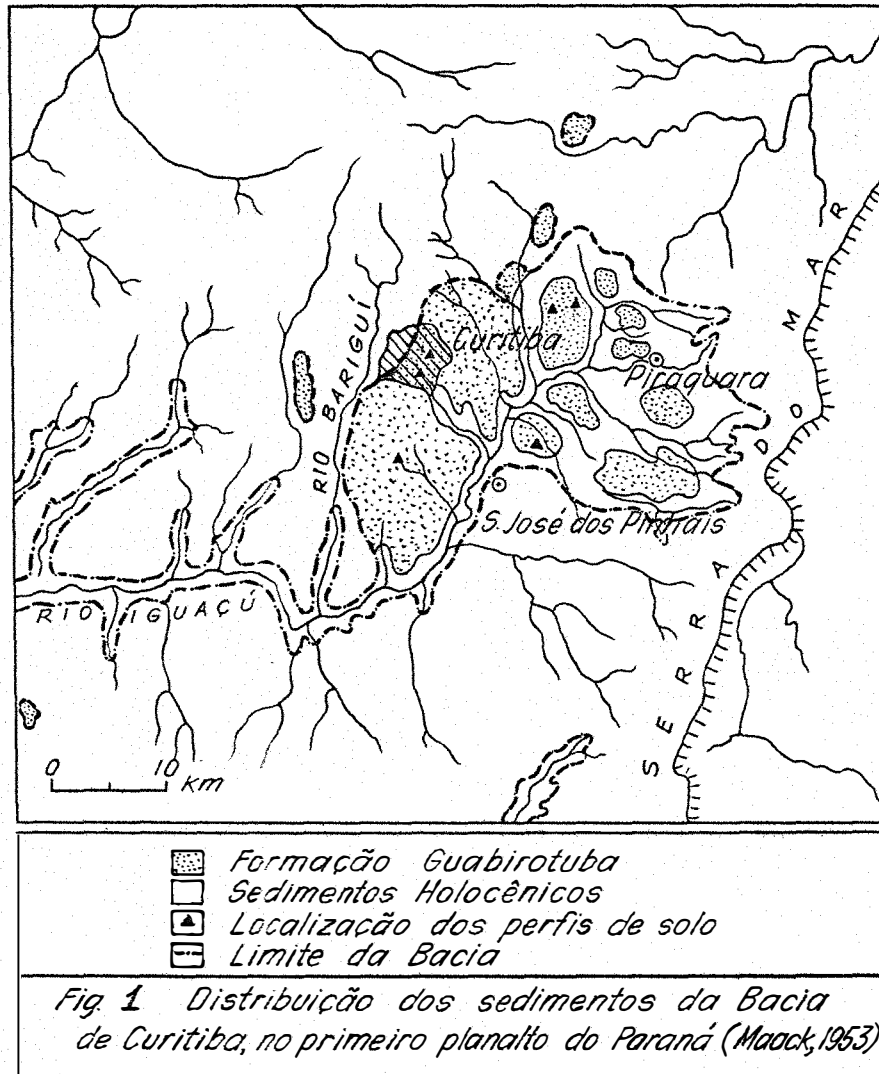 SERRA DO MAR
RIO BARIGUÍ
Curitiba
Piraquara
S. José dos Pinhais
RIO IGUAÇÚ
0 10
km
Formação Guabirotuba
Sedimentos Holocênicos
Localização dos perfis de solo
Limite da Bacia
Fig. 1 Distribuição dos sedimentos da Bacia
de Curitiba, no primeiro planalto do Paraná (Maack, 1953)